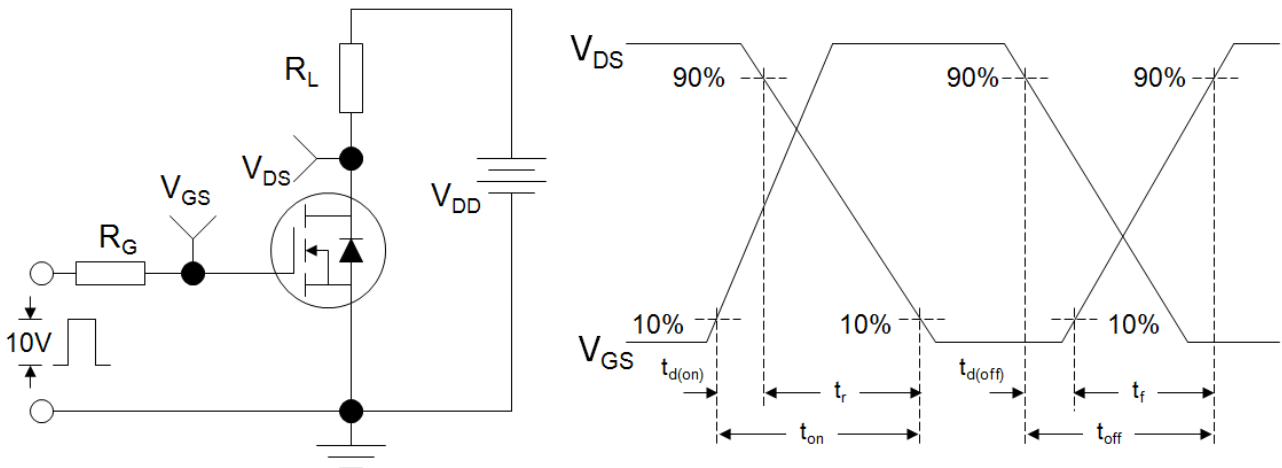 R_L
V_DS
V_GS
V_DD
R_G
10V
V_DS
90%
90%
90%
10%
10%
10%
V_GS
t_d(on)
t_r
t_d(off)
t_f
t_on
t_off